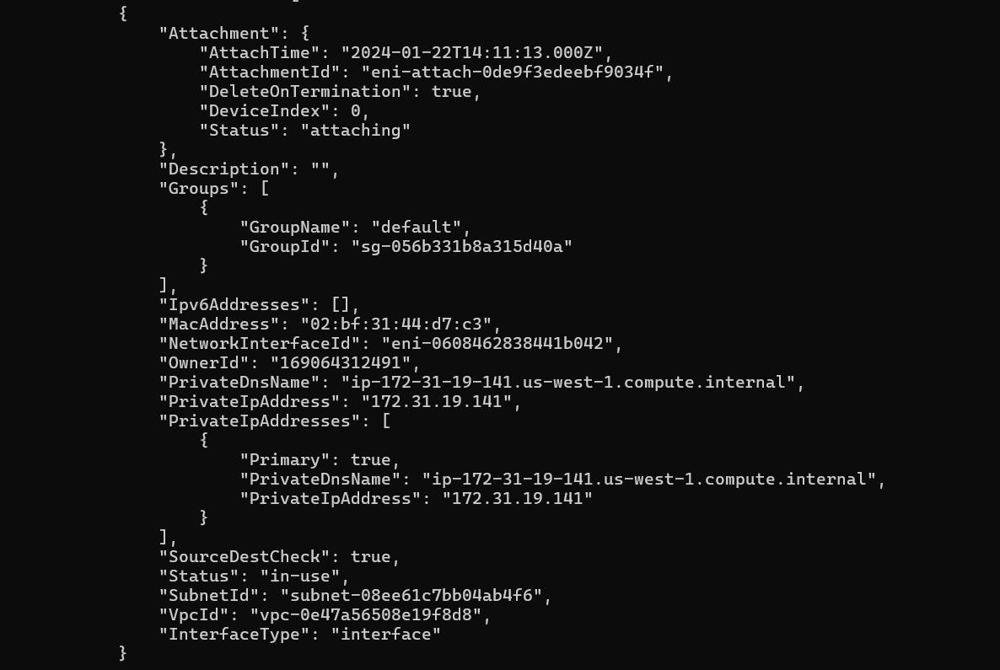 {
"Attachment": {
"AttachTime": "2024-01-22T14:11:13.000Z",
"AttachmentId": "eni-attach-0de9f3edeebf9034f",
"DeleteOnTermination": true,
"DeviceIndex": 0,
"Status": "attaching"
},
"Description": "",
"Groups": [
{
"GroupName": "default",
"GroupId": "sg-056b331b8a315d40a"
}
],
"Ipv6Addresses": [],
"MacAddress": "02:bf:31:44:d7:c3",
"NetworkInterfaceId": "eni-0608462838441b042",
"OwnerId": "169064312491",
"PrivateDnsName": "ip-172-31-19-141.us-west-1.compute.internal",
"PrivateIpAddress": "172.31.19.141",
"PrivateIpAddresses": [
{
"Primary": true,
"PrivateDnsName": "ip-172-31-19-141.us-west-1.compute.internal",
"PrivateIpAddress": "172.31.19.141"
}
],
"SourceDestCheck": true,
"Status": "in-use",
"SubnetId": "subnet-08ee61c7bb04ab4f6",
"VpcId": "vpc-0e47a56508e19f8d8",
"InterfaceType": "interface"
}